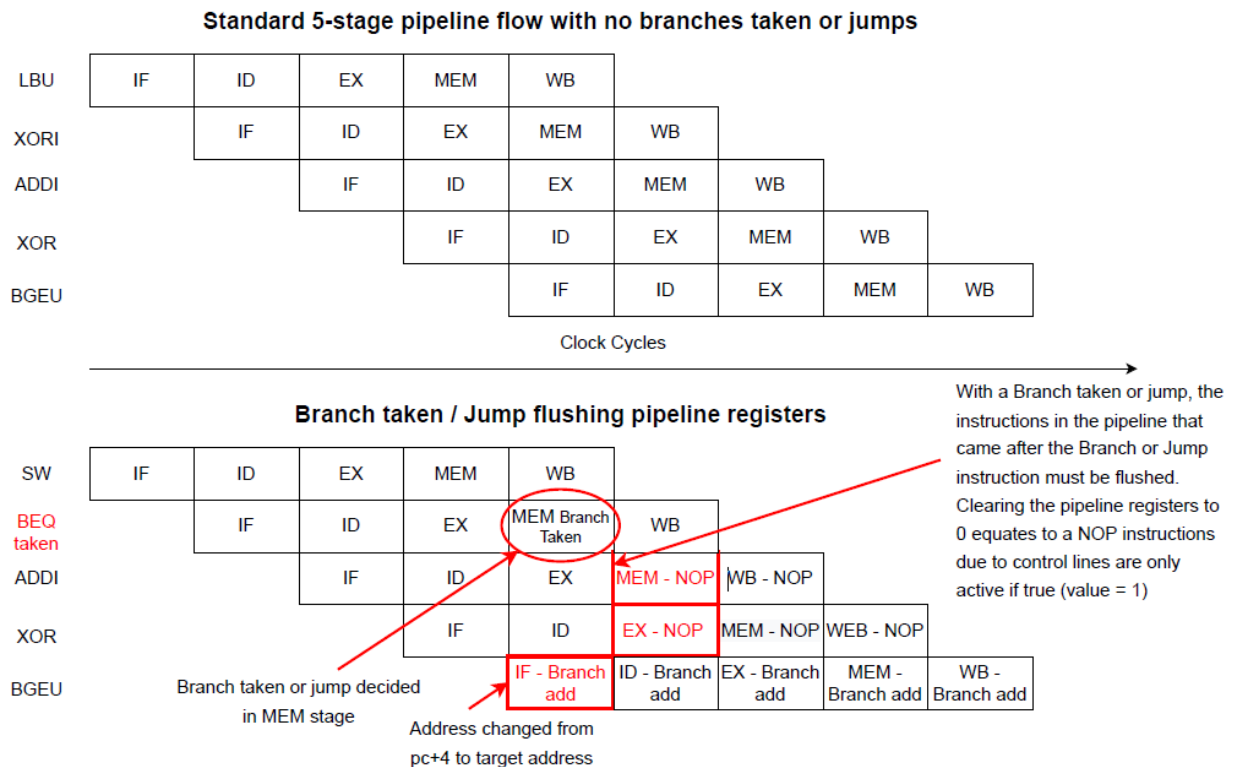 Standard 5-stage pipeline flow with no branches taken or jumps
LBU IF ID EX MEM WB
XORI IF ID EX MEM WB
ADDI IF ID EX MEM WB
XOR IF ID EX MEM WB
BGEU IF ID EX MEM WB
Clock Cycles
Branch taken / Jump flushing pipeline registers
With a Branch taken or jump, the
instructions in the pipeline that
came after the Branch or Jump
instruction must be flushed.
Clearing the pipeline registers to
0 equates to a NOP instructions
due to control lines are only
active if true (value = 1)
SW IF ID EX MEM WB
BEQ
taken
IF ID EX MEM Branch
Taken
WB
ADDI IF ID EX MEM - NOP WB - NOP
XOR IF ID EX - NOP MEM - NOP WEB - NOP
BGEU
IF - Branch
add
ID - Branch
add
EX - Branch
add
MEM -
Branch add
WB -
Branch add
Branch taken or jump decided
in MEM stage
Address changed from
pc+4 to target address